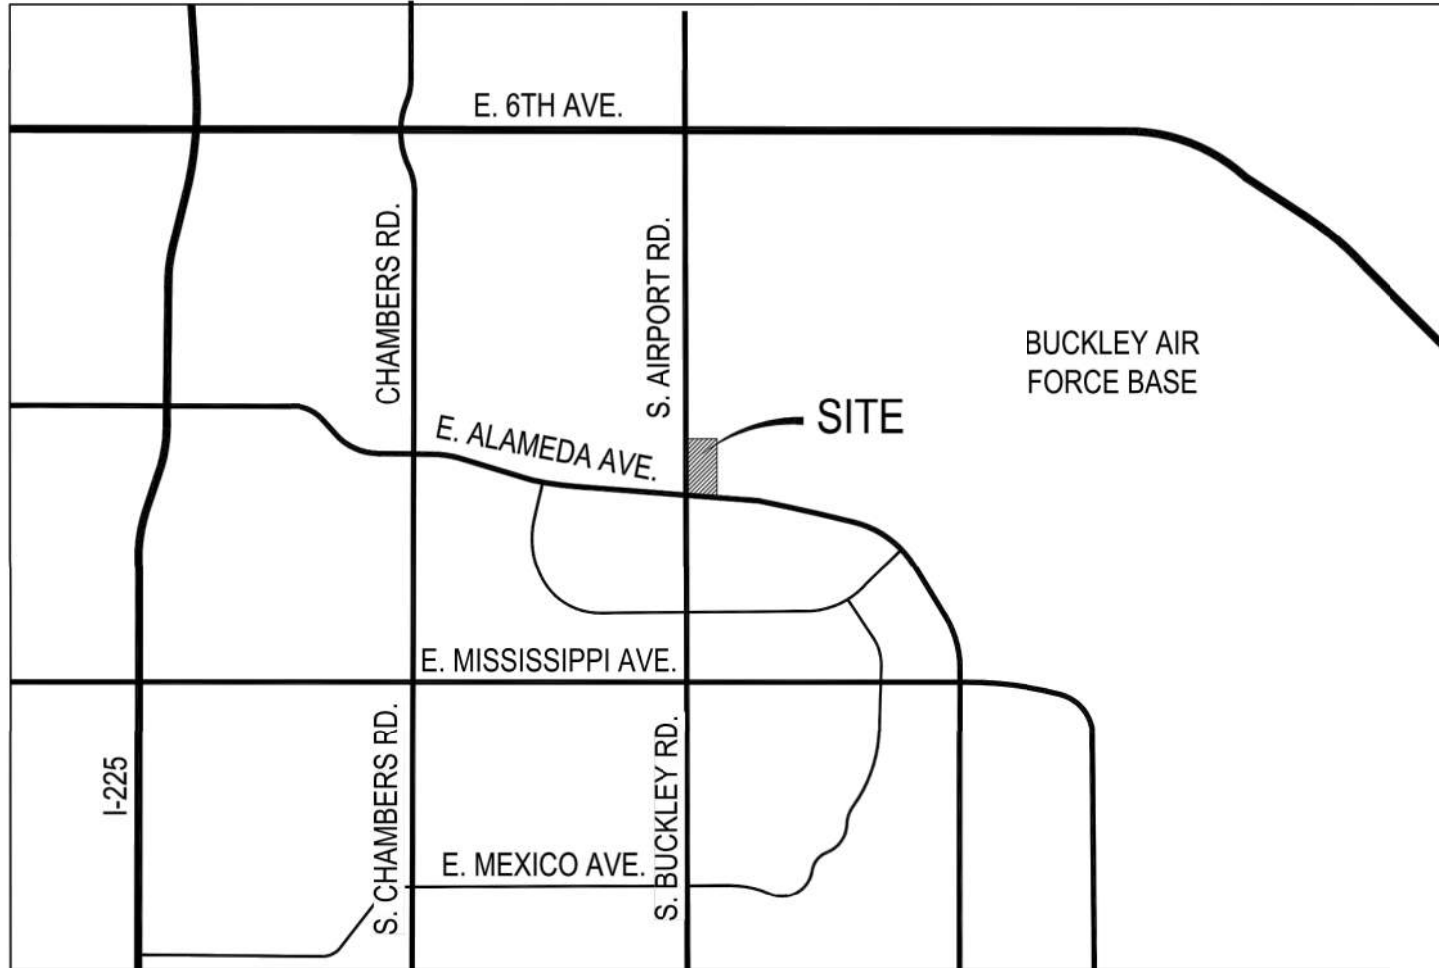 E. 6TH AVE.
CHAMBERS RD.
S. AIRPORT RD.
BUCKLEY AIR
FORCE BASE
SITE
E. ALAMEDA AVE.
E. MISSISSIPPI AVE.
I-225
S. CHAMBERS RD.
S. BUCKLEY RD.
E. MEXICO AVE.